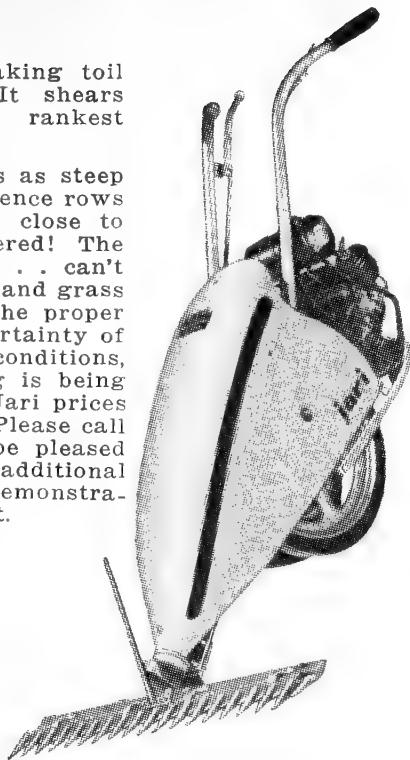 aking toil
It shears
rankest
s as steep
ence rows
close to
ered! The
. . can't
and grass
he proper
rtainty of
conditions,
g is being
Jari prices
Please call
be pleased
additional
emonstra-
t.
jari